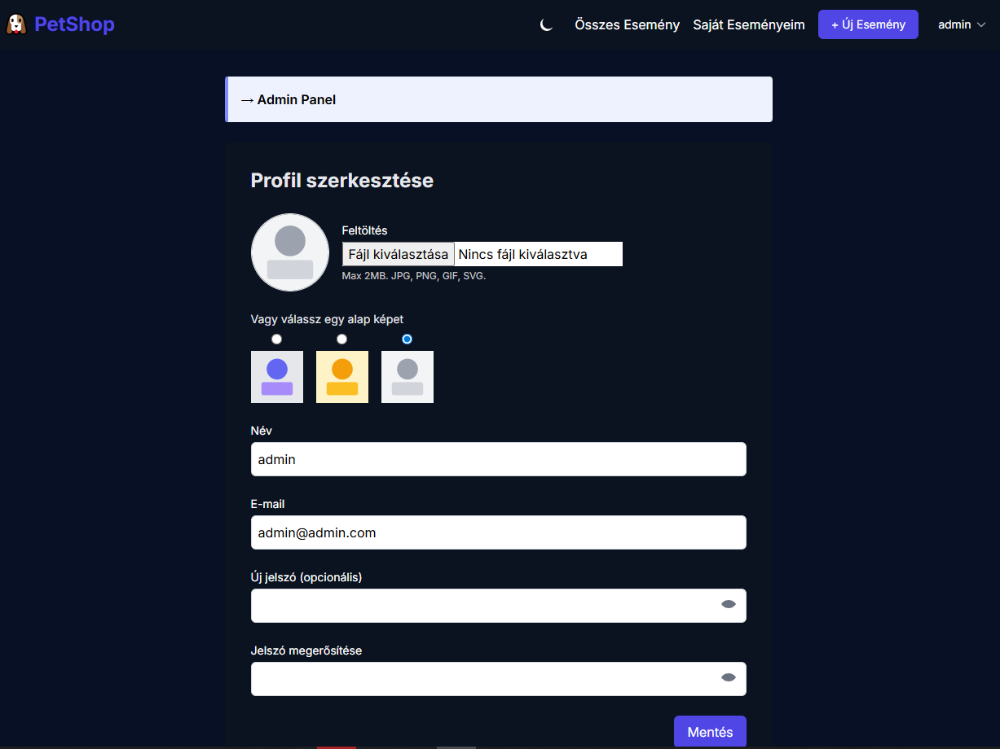 PetShop
Összes Esemény
Saját Eseményeim
+ Új Esemény
admin
→ Admin Panel
Profil szerkesztése
Feltöltés
Fájl kiválasztása Nincs fájl kiválasztva
Max 2MB. JPG, PNG, GIF, SVG.
Vagy válassz egy alap képet
Név
admin
E-mail
admin@admin.com
Új jelszó (opcionális)
Jelszó megerősítése
Mentés